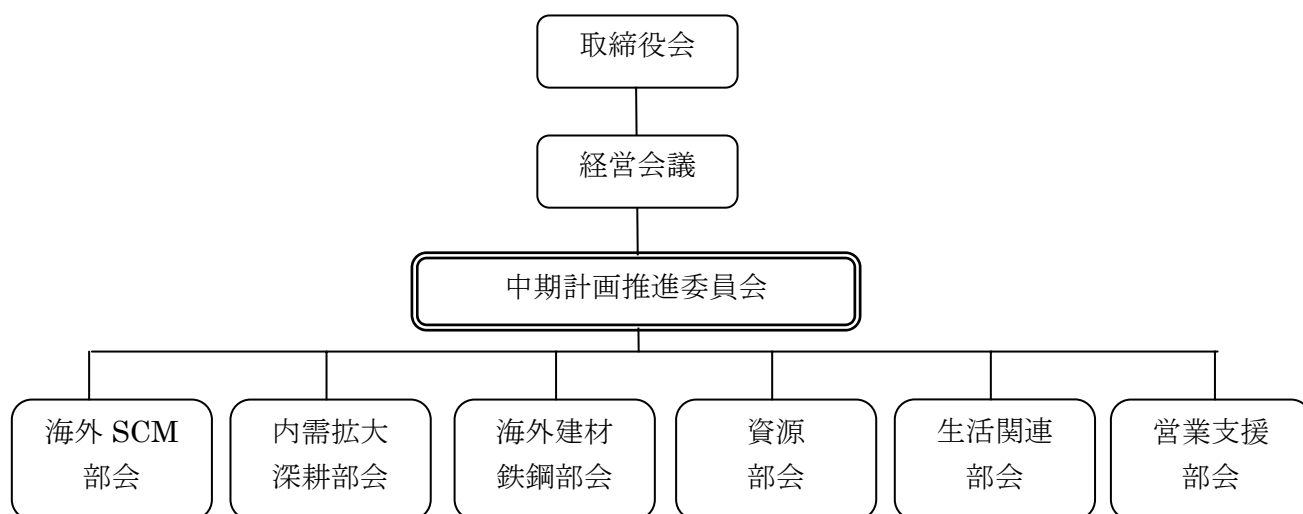 取締役会
経営会議
中期計画推進委員会
海外 SCM
部会
内需拡大
深耕部会
海外建材
鉄鋼部会
資源
部会
生活関連
部会
営業支援
部会